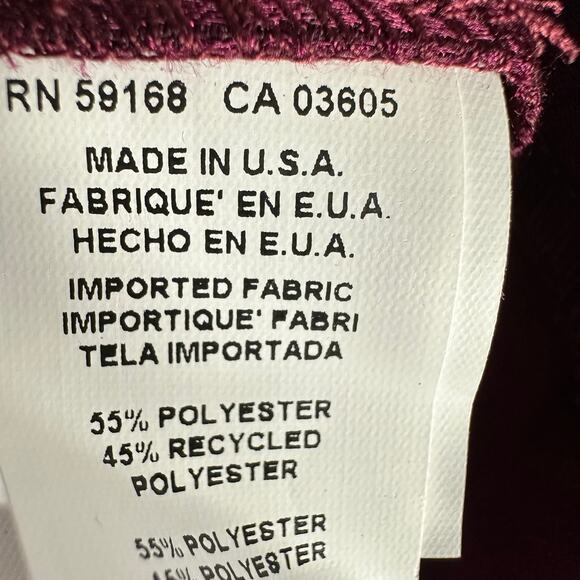 RN 59168 CA 03605
MADE IN U.S.A.
FABRIQUE' EN E.U.A.
HECHO EN E.U.A.
IMPORTED FABRIC
IMPORTIQUE' FABRI
TELA IMPORTADA
55% POLYESTER
45% RECYCLED
POLYESTER
55% POLYESTER
45% POLYESTER